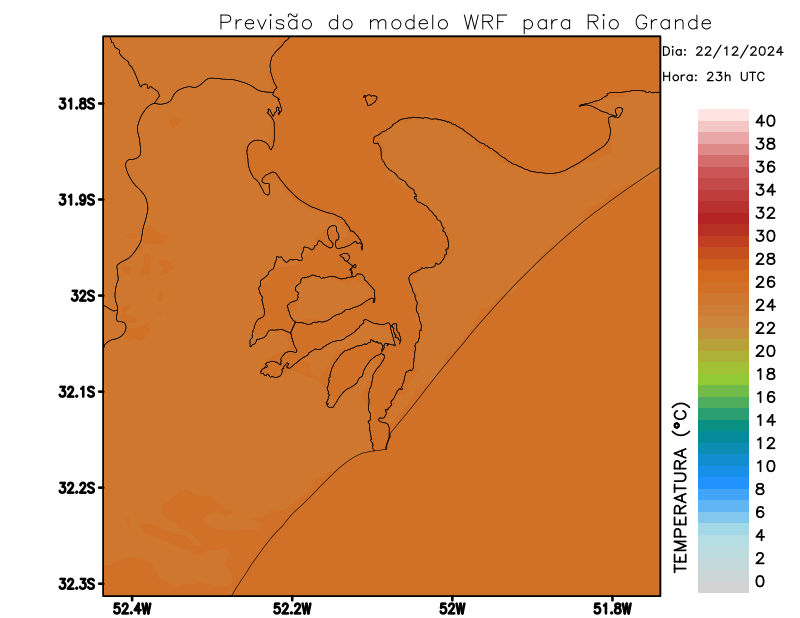 Previsão do modelo WRF para Rio Grande
Dia: 22/12/2024
Hora: 23h UTC
31.8S
31.9S
32S
32.1S
32.2S
32.3S
52.4W
52.2W
52W
51.8W
TEMPERATURA (°C)
40
38
36
34
32
30
28
26
24
22
20
18
16
14
12
10
8
6
4
2
0